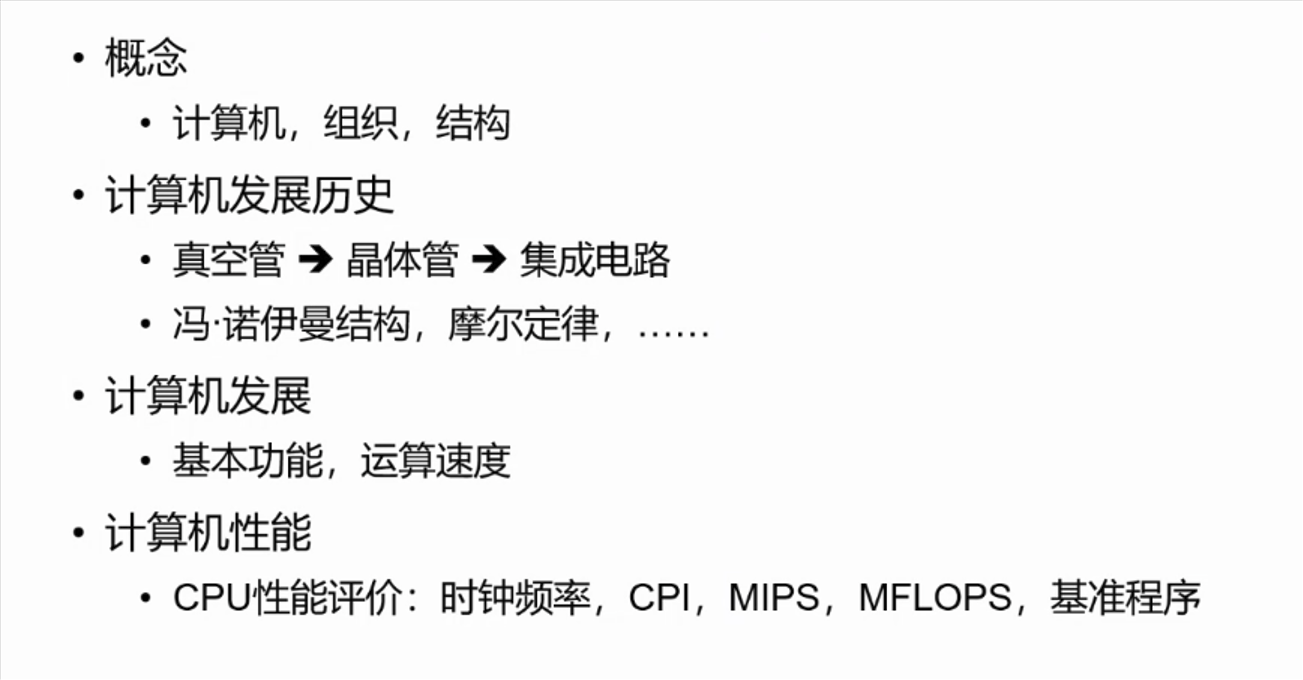 • 概念
• 计算机，组织，结构
• 计算机发展历史
• 真空管 ➔ 晶体管 ➔ 集成电路
• 冯·诺伊曼结构，摩尔定律，……
• 计算机发展
• 基本功能，运算速度
• 计算机性能
• CPU性能评价：时钟频率，CPI，MIPS，MFLOPS，基准程序